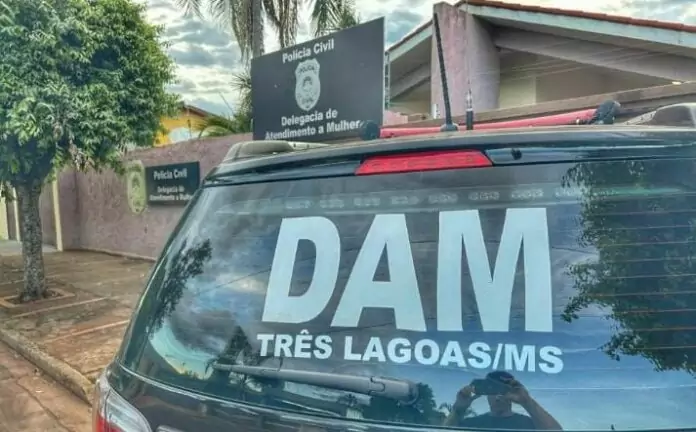 Polícia Civil
Delegacia de
Atendimento a Mulher
Polícia Civil
Delegacia de
Atendimento a Mulher
DAM
TRÊS LAGOAS/MS